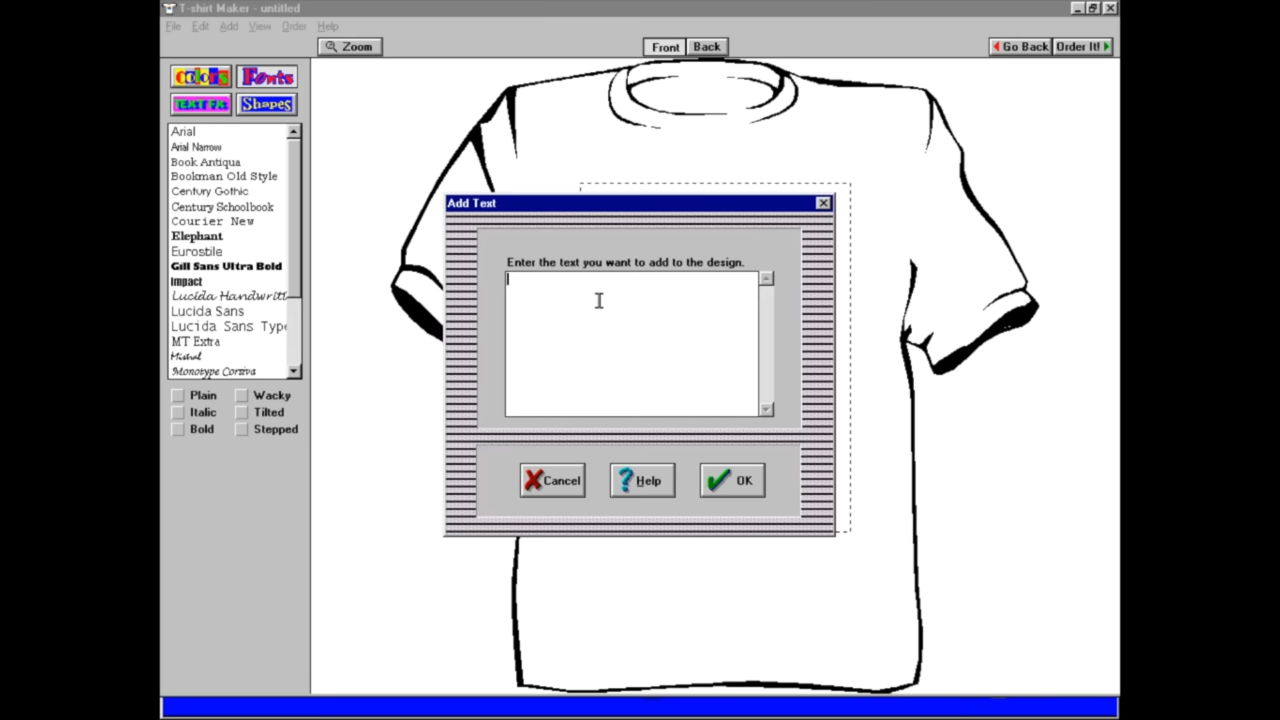 T-shirt Maker - untitled
File Edit Add View Order Help
Zoom
Front Back
Go Back Order It!
Colors Fonts
TEXT FX Shapes
Arial
Arial Narrow
Book Antiqua
Bookman Old Style
Century Gothic
Century Schoolbook
Courier New
Elephant
Eurostile
Gill Sans Ultra Bold
Impact
Lucida Handwriti
Lucida Sans
Lucida Sans Type
MT Extra
Mistral
Monotype Corsiva
Plain Wacky
Italic Tilted
Bold Stepped
Add Text
Enter the text you want to add to the design.
Cancel Help OK